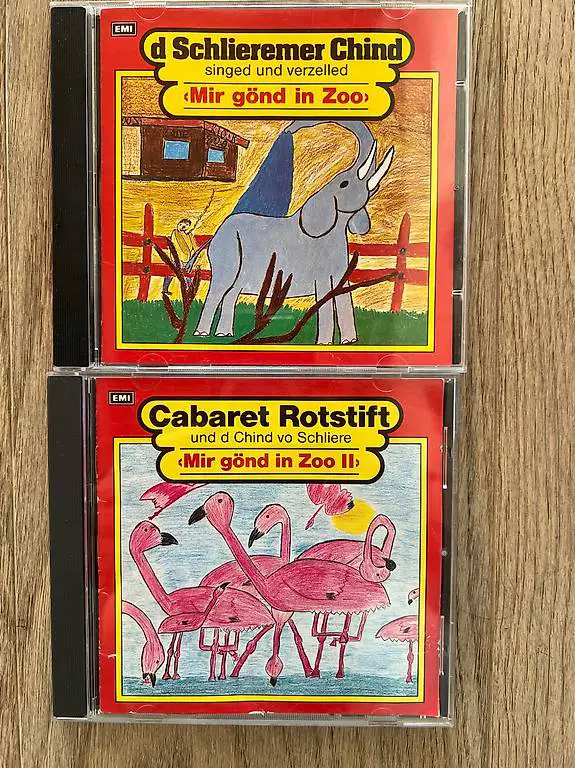 EMI
d Schlieremer Chind
singed und verzelled
‹Mir gönd in Zoo›
EMI
Cabaret Rotstift
und d Chind vo Schliere
‹Mir gönd in Zoo II›